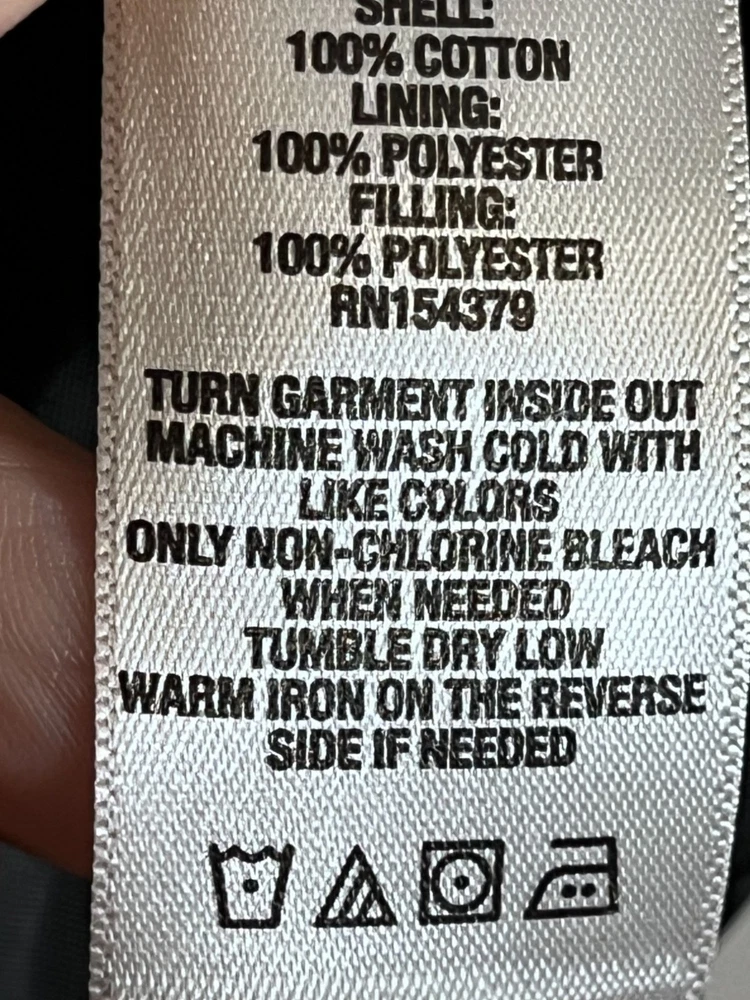 SHELL:
100% COTTON
LINING:
100% POLYESTER
FILLING:
100% POLYESTER
RN154379
TURN GARMENT INSIDE OUT
MACHINE WASH COLD WITH
LIKE COLORS
ONLY NON-CHLORINE BLEACH
WHEN NEEDED
TUMBLE DRY LOW
WARM IRON ON THE REVERSE
SIDE IF NEEDED